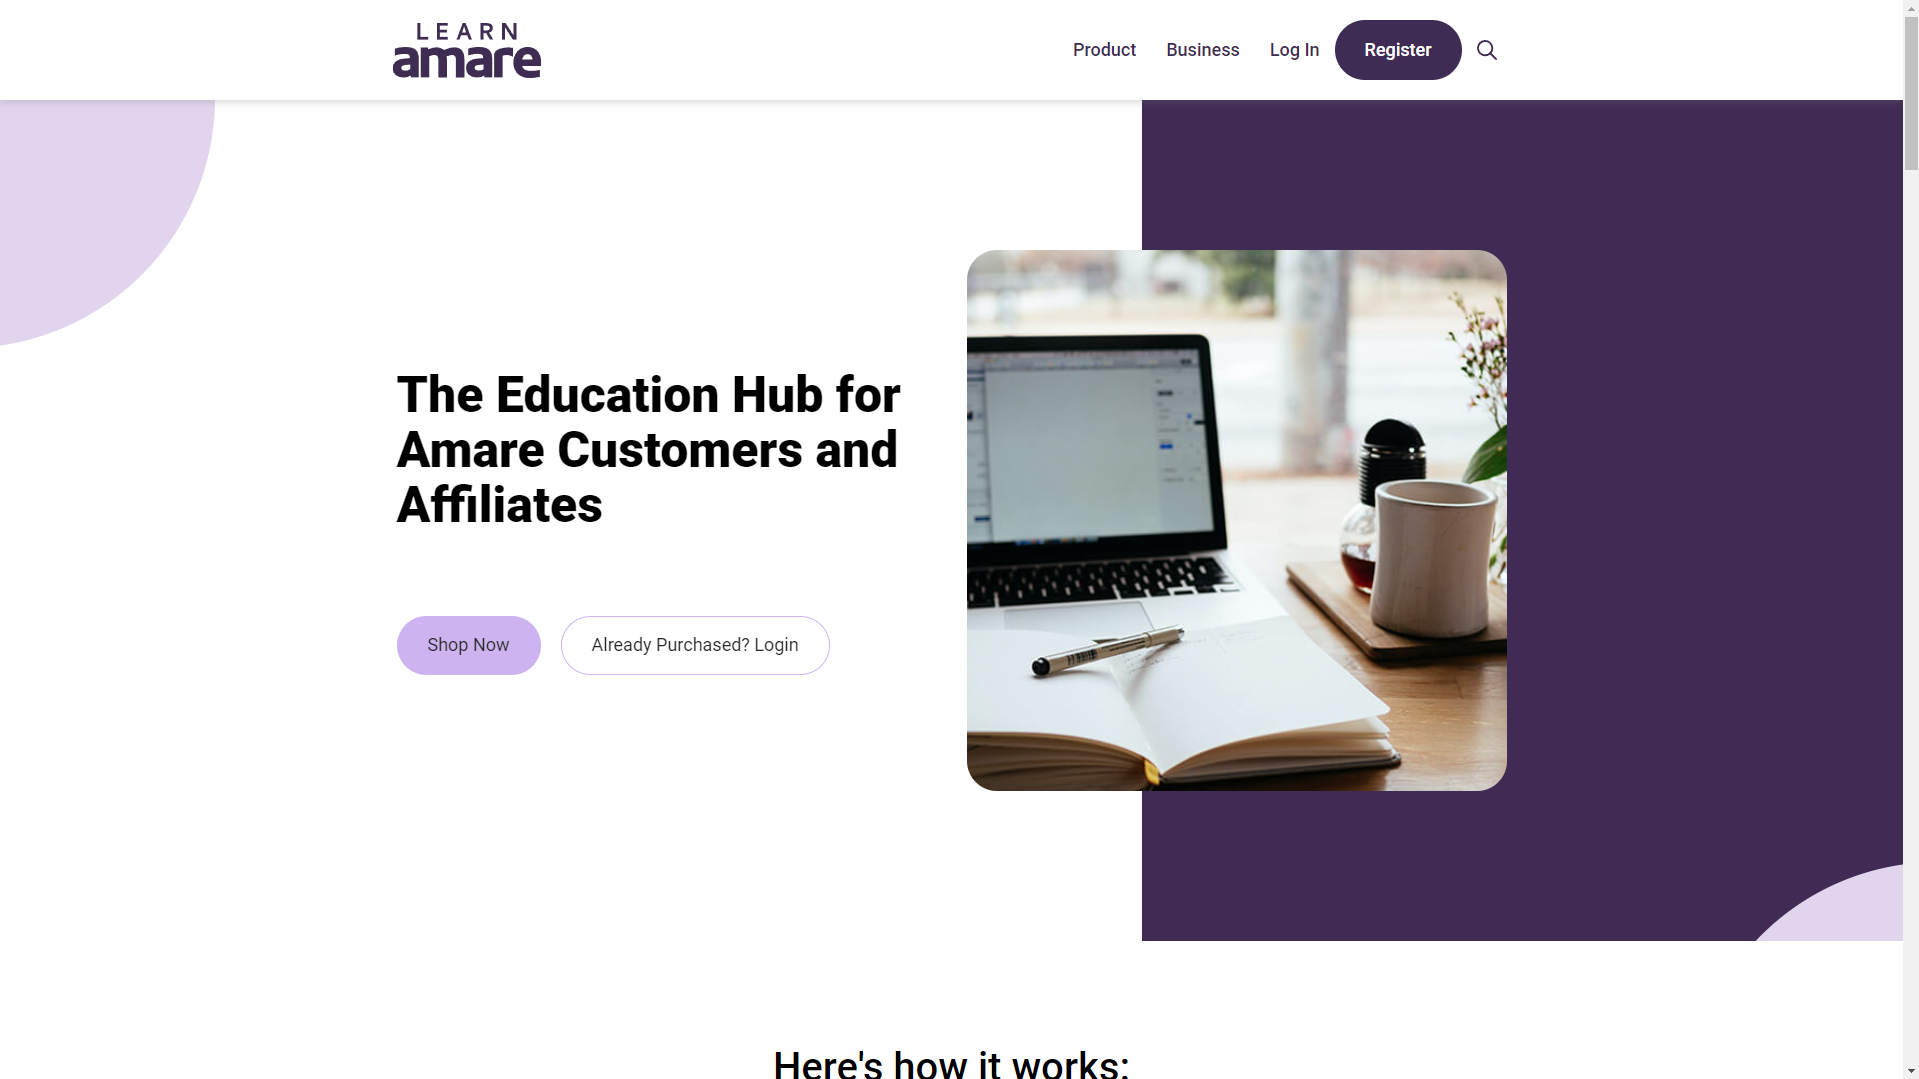 LEARN
amare
Product
Business
Log In
Register
The Education Hub for
Amare Customers and
Affiliates
Shop Now
Already Purchased? Login
Here's how it works: